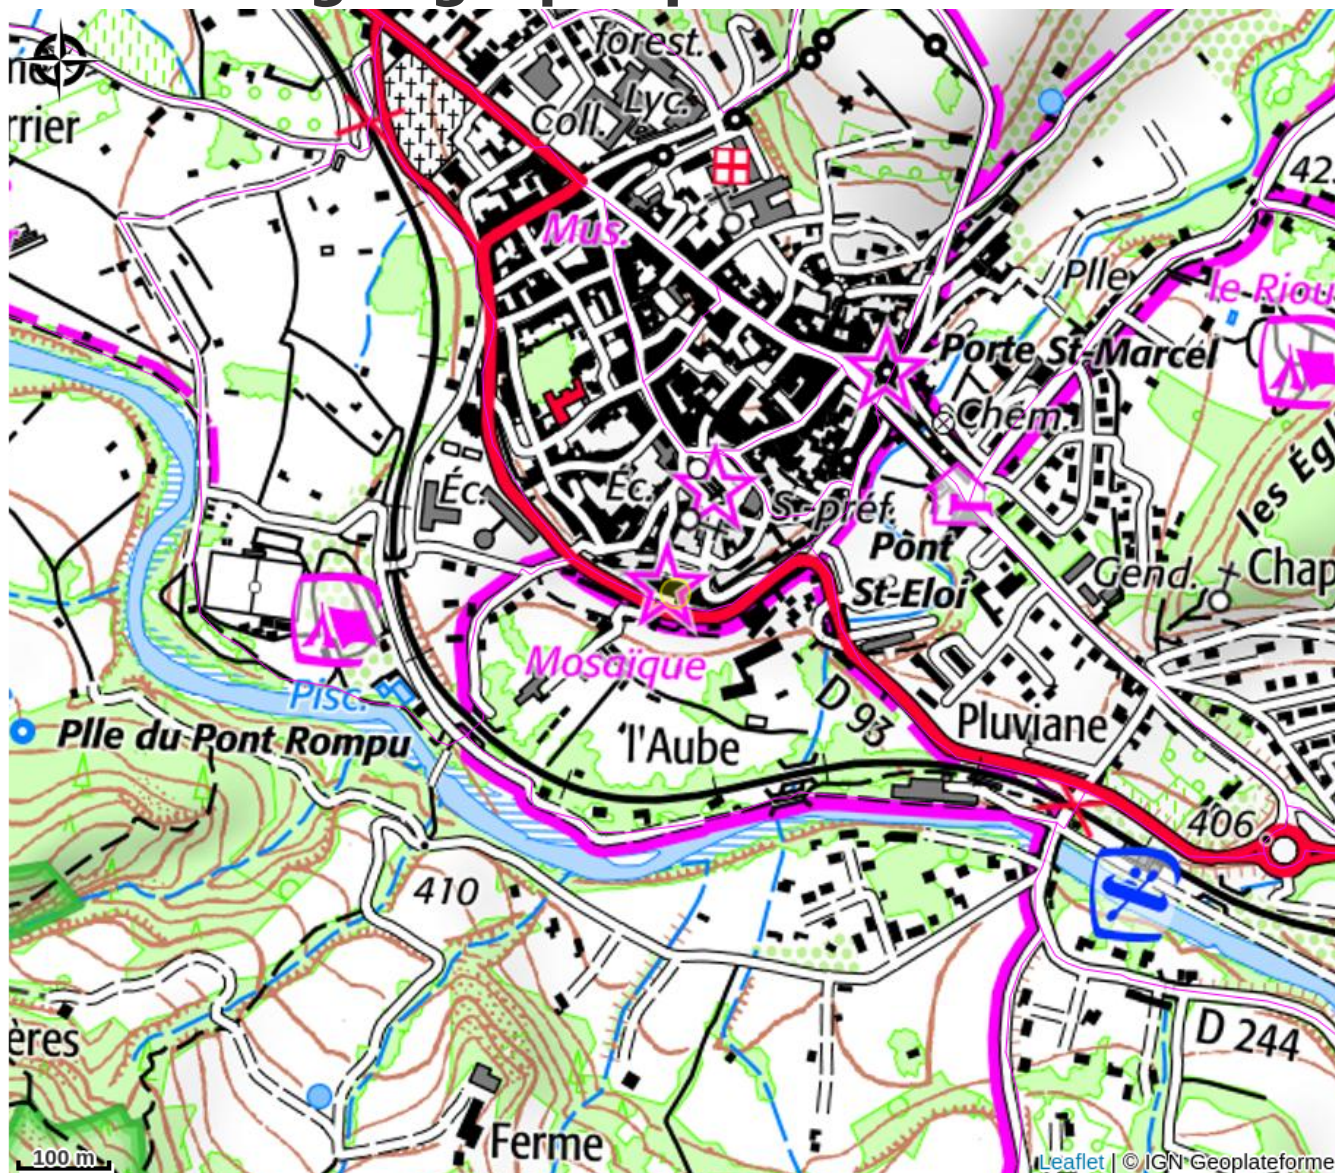 forest.
Lyc.
Coll.
rrier
Mus.
Plle
le Riou
Porte St-Marcel
Chem.
les Égl
Éc.
Éc.
S.-préf.
Pont
St-Eloi
Gend.
Chap
Mosaïque
Pisc.
D 93
Plle du Pont Rompu
l'Aube
Pluviane
406
410
ères
D 244
Ferme
100 m
Leaflet | © IGN Geoplateforme